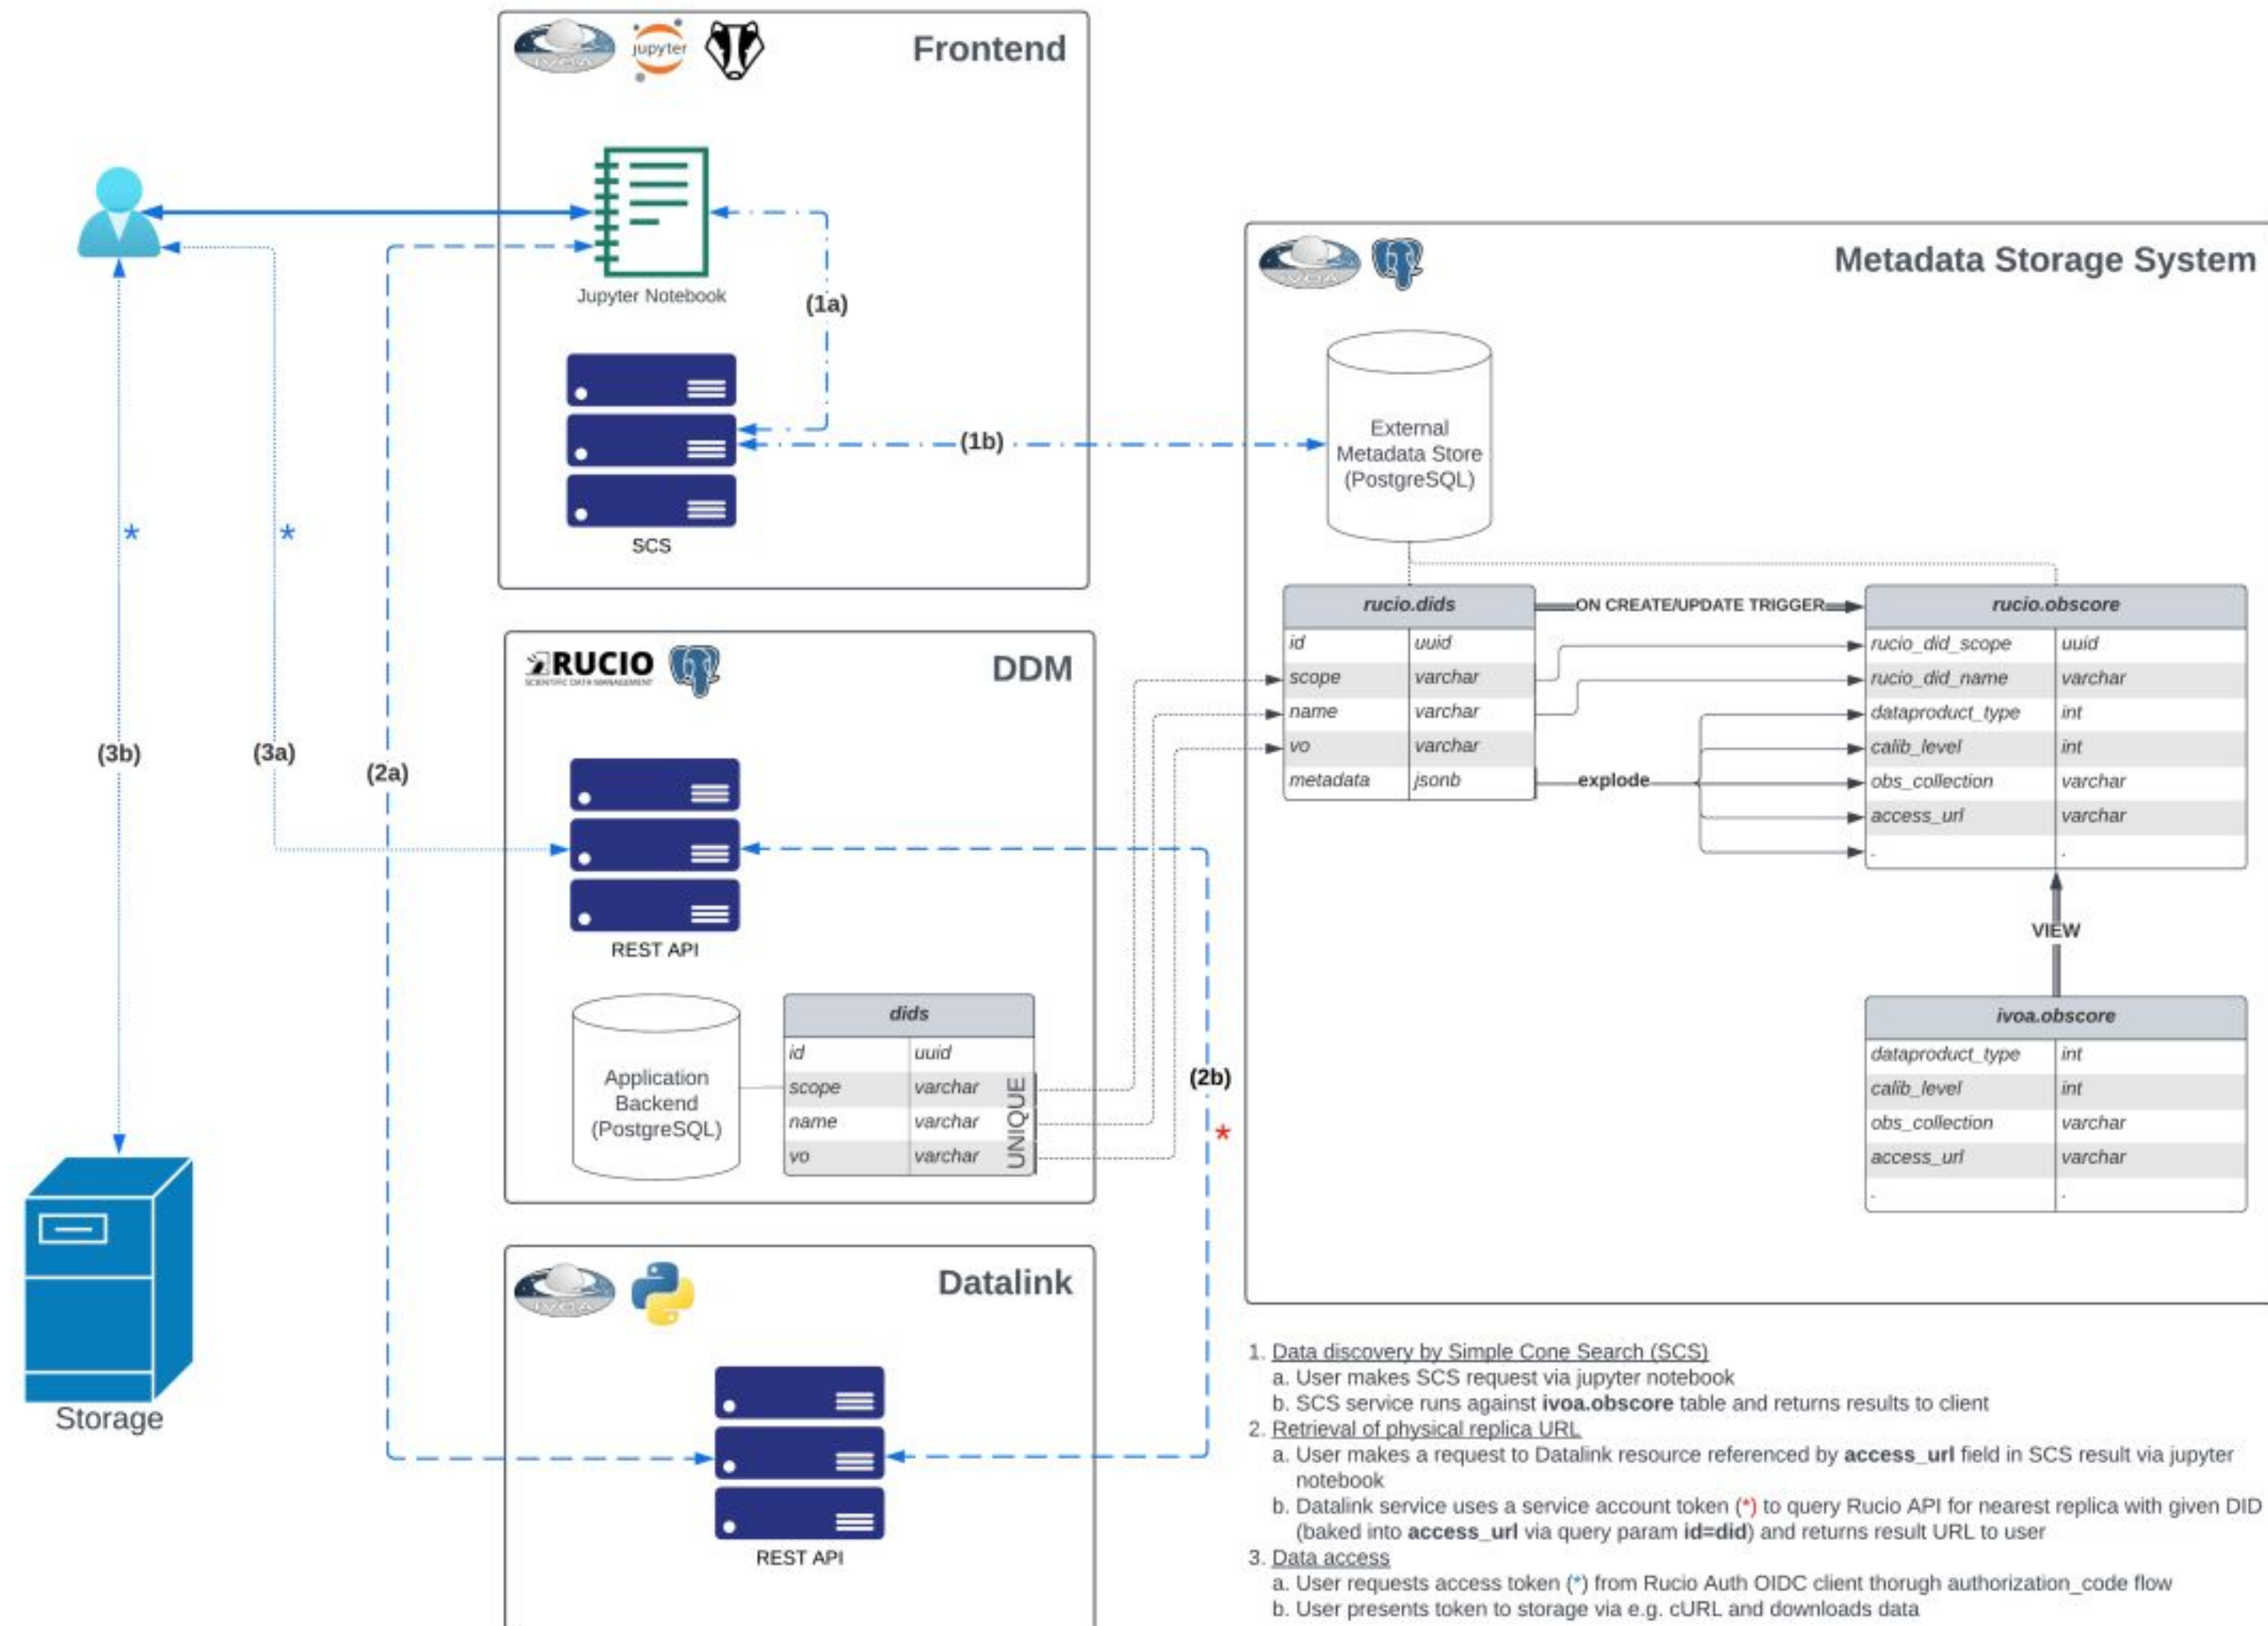 IVOA
jupyter
Frontend
Jupyter Notebook
(1a)
(1b)
SCS
IVOA
Metadata Storage System
External
Metadata Store
(PostgreSQL)
rucio.dids
id uuid
scope varchar
name varchar
vo varchar
metadata jsonb
ON CREATE/UPDATE TRIGGER
explode
rucio.obscore
rucio_did_scope uuid
rucio_did_name varchar
dataproduct_type int
calib_level int
obs_collection varchar
access_url varchar
. .
VIEW
ivoa.obscore
dataproduct_type int
calib_level int
obs_collection varchar
access_url varchar
. .
*
*
(3b)
(3a)
(2a)
RUCIO
SCIENTIFIC DATA MANAGEMENT
DDM
REST API
Application
Backend
(PostgreSQL)
dids
id uuid
scope varchar
name varchar
vo varchar
UNIQUE
(2b)
*
Storage
IVOA
Datalink
REST API
1. Data discovery by Simple Cone Search (SCS)
a. User makes SCS request via jupyter notebook
b. SCS service runs against ivoa.obscore table and returns results to client
2. Retrieval of physical replica URL
a. User makes a request to Datalink resource referenced by access_url field in SCS result via jupyter
notebook
b. Datalink service uses a service account token (*) to query Rucio API for nearest replica with given DID
(baked into access_url via query param id=did) and returns result URL to user
3. Data access
a. User requests access token (*) from Rucio Auth OIDC client thorugh authorization_code flow
b. User presents token to storage via e.g. cURL and downloads data